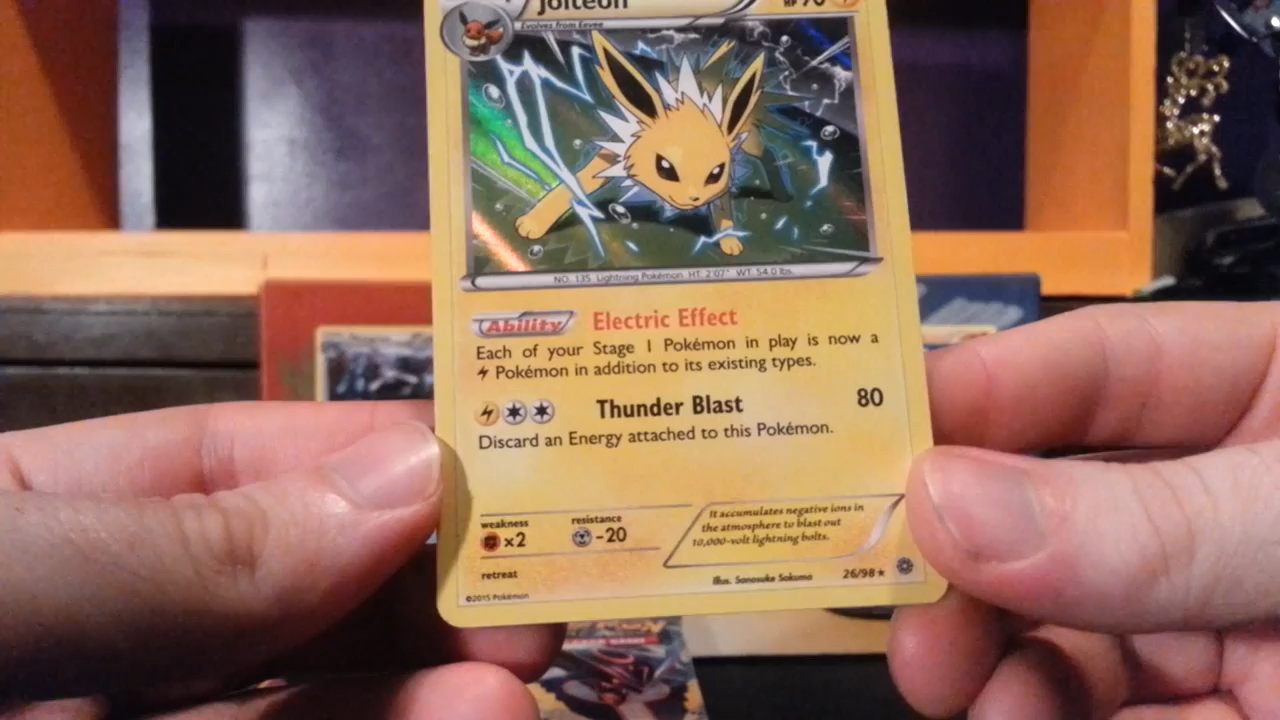 Jolteon HP 90
Evolves from Eevee
NO. 135 Lightning Pokémon HT: 2'07" WT: 54.0 lbs.
Ability Electric Effect
Each of your Stage 1 Pokémon in play is now a
Pokémon in addition to its existing types.
Thunder Blast 80
Discard an Energy attached to this Pokémon.
weakness resistance
×2 -20
It accumulates negative ions in
the atmosphere to blast out
10,000-volt lightning bolts.
retreat
Illus. Sanosuke Sakuma 26/98
©2015 Pokémon